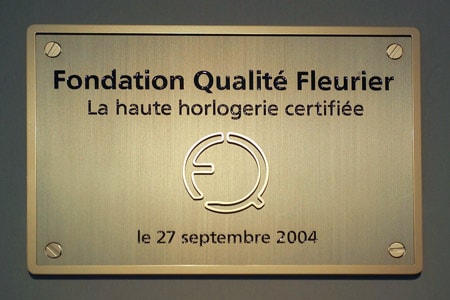 Fondation Qualité Fleurier
La haute horlogerie certifiée
le 27 septembre 2004